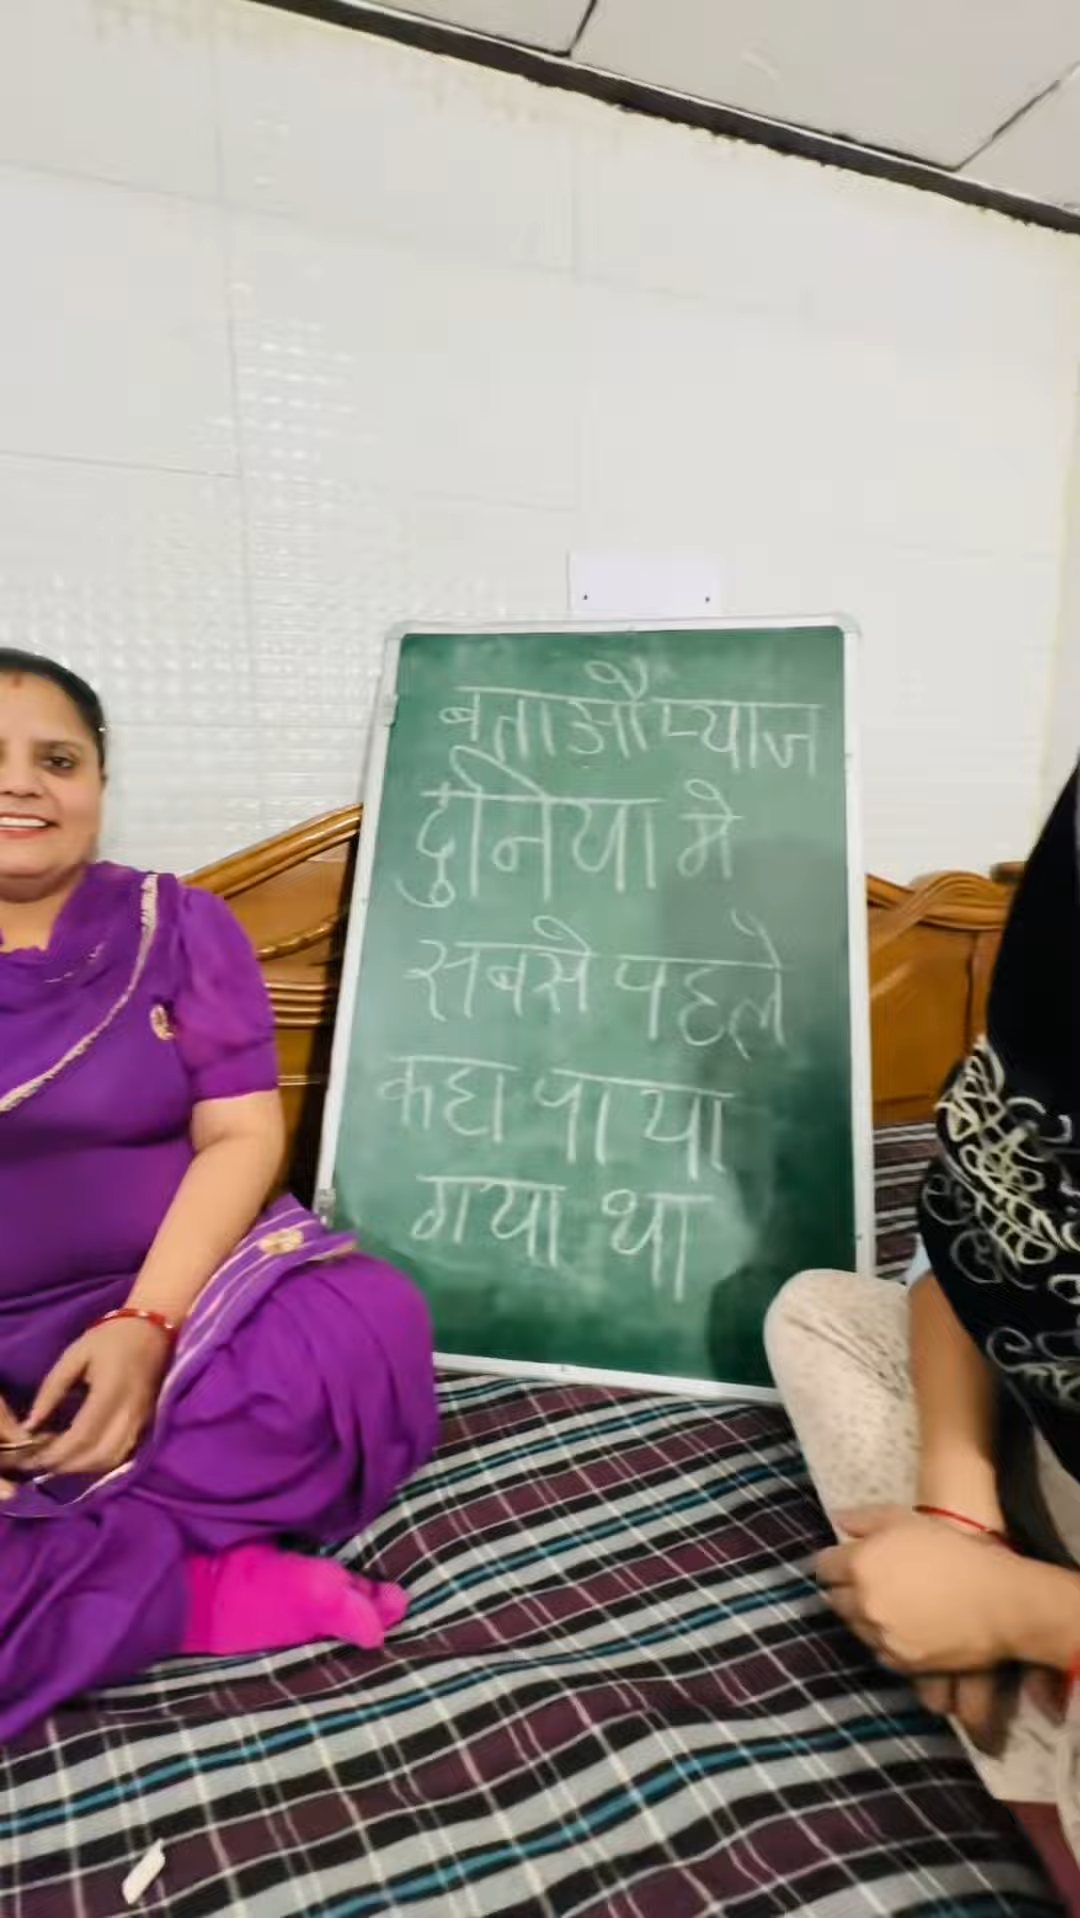 बताओ प्याज
दुनिया मे
सबसे पहले
कहा पाया
गया था